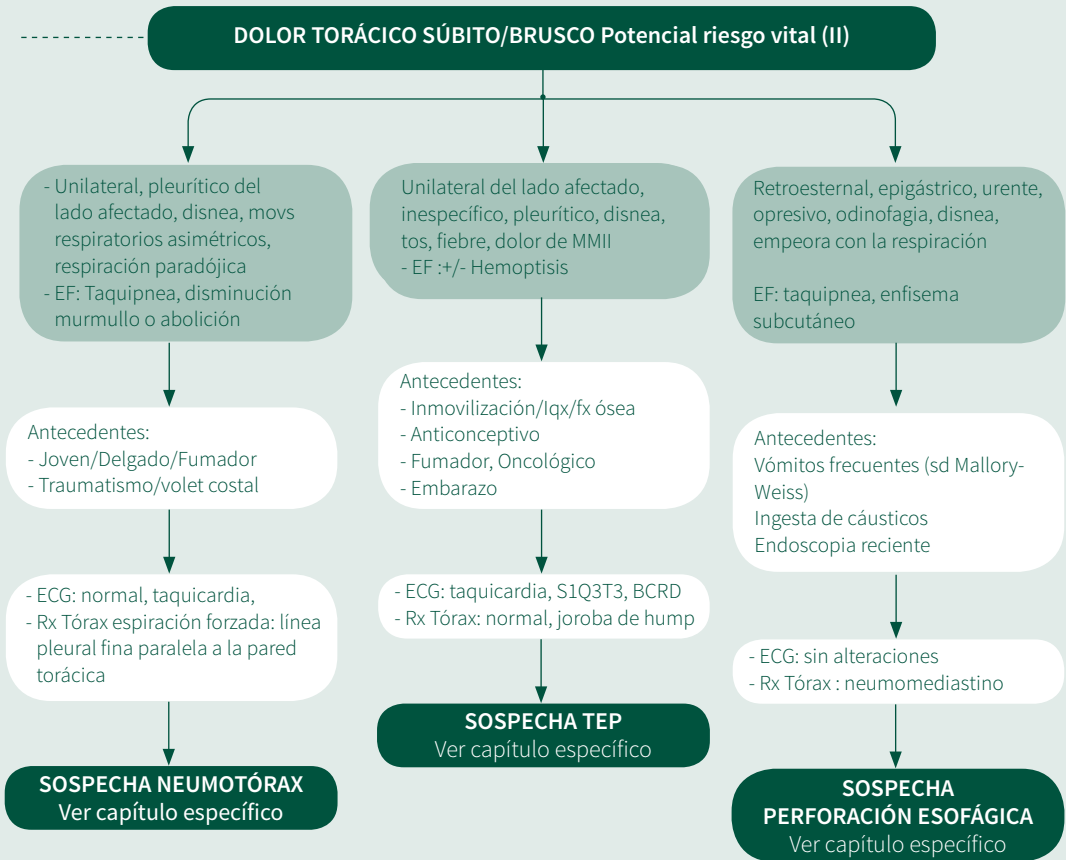 DOLOR TORÁCICO SÚBITO/BRUSCO Potencial riesgo vital (II)
- Unilateral, pleurítico del
lado afectado, disnea, movs
respiratorios asimétricos,
respiración paradójica
- EF: Taquipnea, disminución
murmullo o abolición
Antecedentes:
- Joven/Delgado/Fumador
- Traumatismo/volet costal
- ECG: normal, taquicardia,
- Rx Tórax espiración forzada: línea
pleural fina paralela a la pared
torácica
SOSPECHA NEUMOTÓRAX
Ver capítulo específico
Unilateral del lado afectado,
inespecífico, pleurítico, disnea,
tos, fiebre, dolor de MMII
- EF :+/- Hemoptisis
Antecedentes:
- Inmovilización/Iqx/fx ósea
- Anticonceptivo
- Fumador, Oncológico
- Embarazo
- ECG: taquicardia, S1Q3T3, BCRD
- Rx Tórax: normal, joroba de hump
SOSPECHA TEP
Ver capítulo específico
Retroesternal, epigástrico, urente,
opresivo, odinofagia, disnea,
empeora con la respiración
EF: taquipnea, enfisema
subcutáneo
Antecedentes:
Vómitos frecuentes (sd Mallory-
Weiss)
Ingesta de cáusticos
Endoscopia reciente
- ECG: sin alteraciones
- Rx Tórax : neumomediastino
SOSPECHA
PERFORACIÓN ESOFÁGICA
Ver capítulo específico